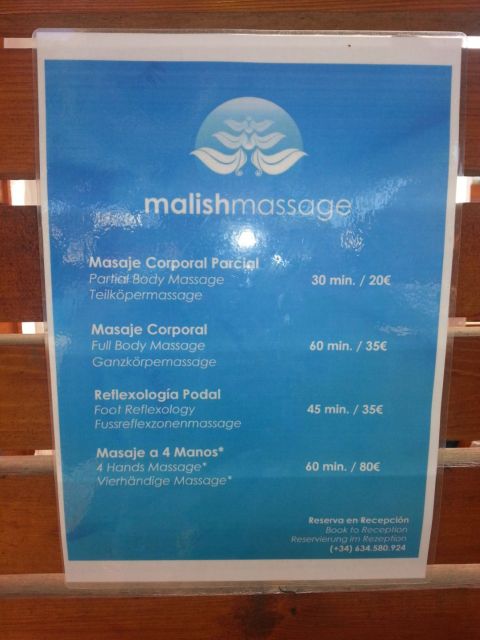 malishmassage
Masaje Corporal Parcial
Partial Body Massage
Teilköpermassage
30 min. / 20€
Masaje Corporal
Full Body Massage
Ganzkörpemassage
60 min. / 35€
Reflexología Podal
Foot Reflexology
Fussreflexzonenmassage
45 min. / 35€
Masaje a 4 Manos*
4 Hands Massage*
Vierhändige Massage*
60 min. / 80€
Reserva en Recepción
Book to Reception
Reservierung im Rezeption
(+34) 634.580.924